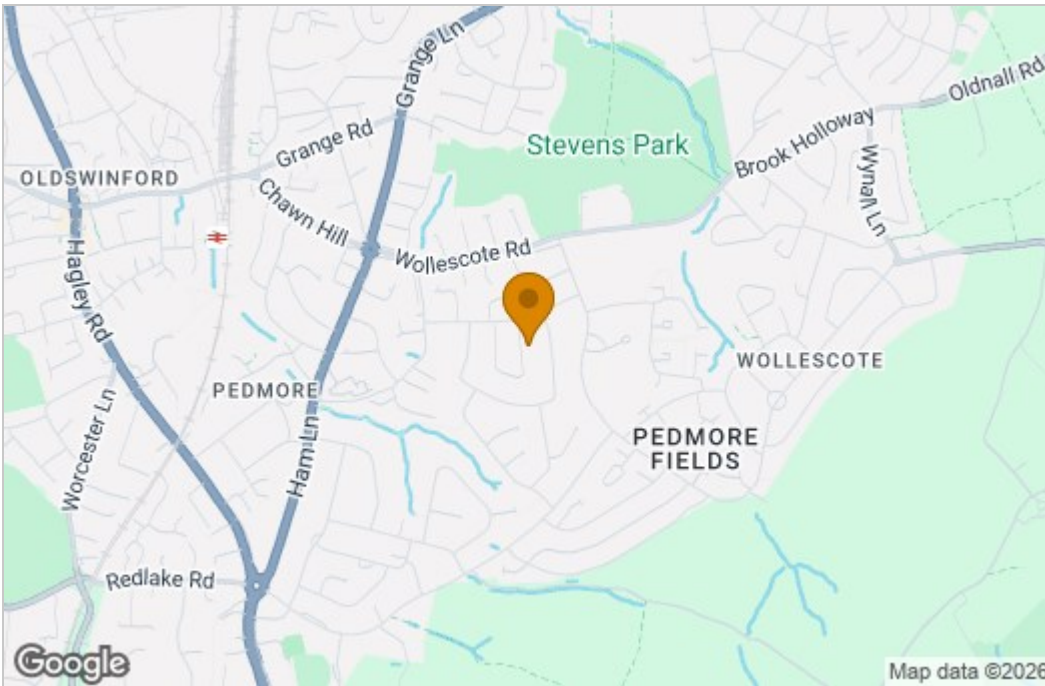 Grange Ln
Oldnall Rd
Grange Rd
Stevens Park
Brook Holloway
OLDSWINFORD
Chawn Hill
Wynall Ln
Wollescote Rd
Hagley Rd
WOLLESCOTE
PEDMORE
Worcester Ln
Ham Ln
PEDMORE
FIELDS
Redlake Rd
Google
Map data ©2026